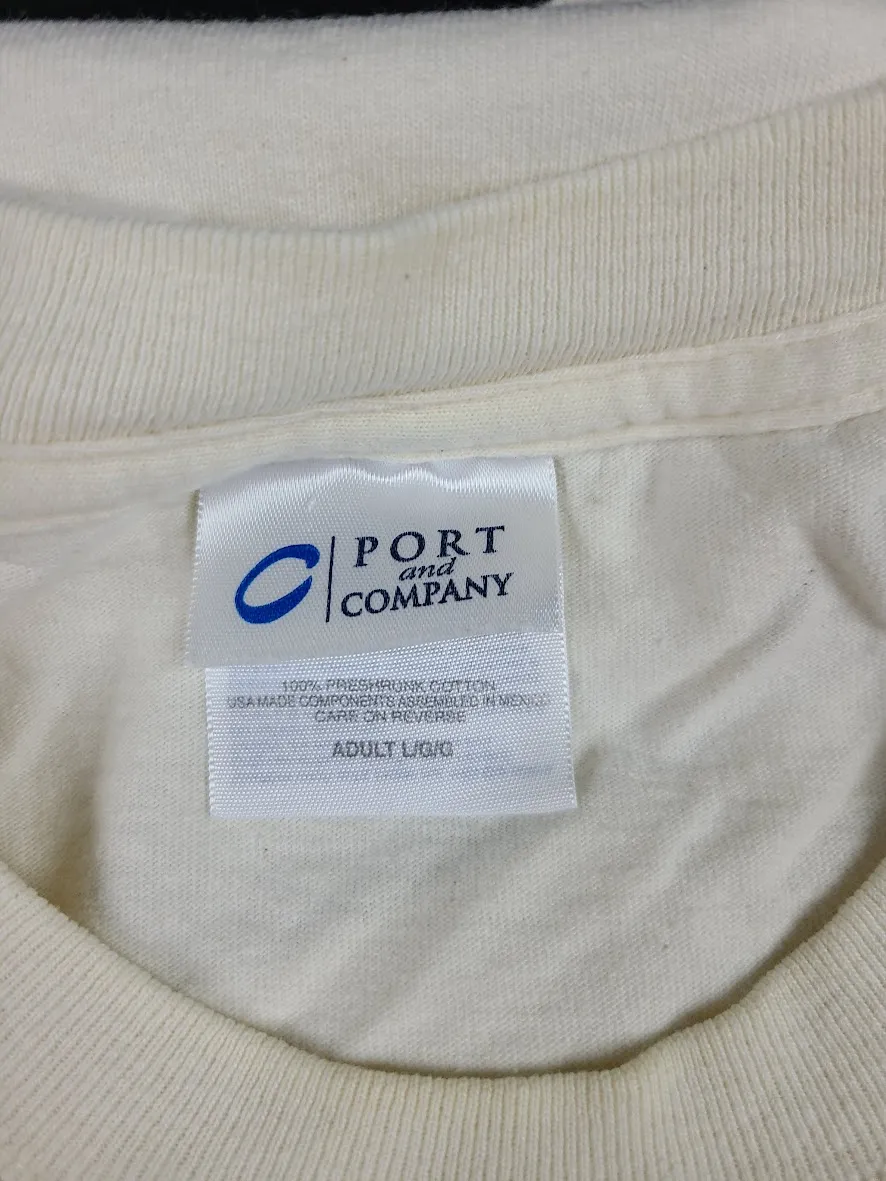 PORT
and
COMPANY
100% PRESHRUNK COTTON
USA MADE COMPONENTS ASSEMBLED IN MEXICO
CARE ON REVERSE
ADULT L/G/G